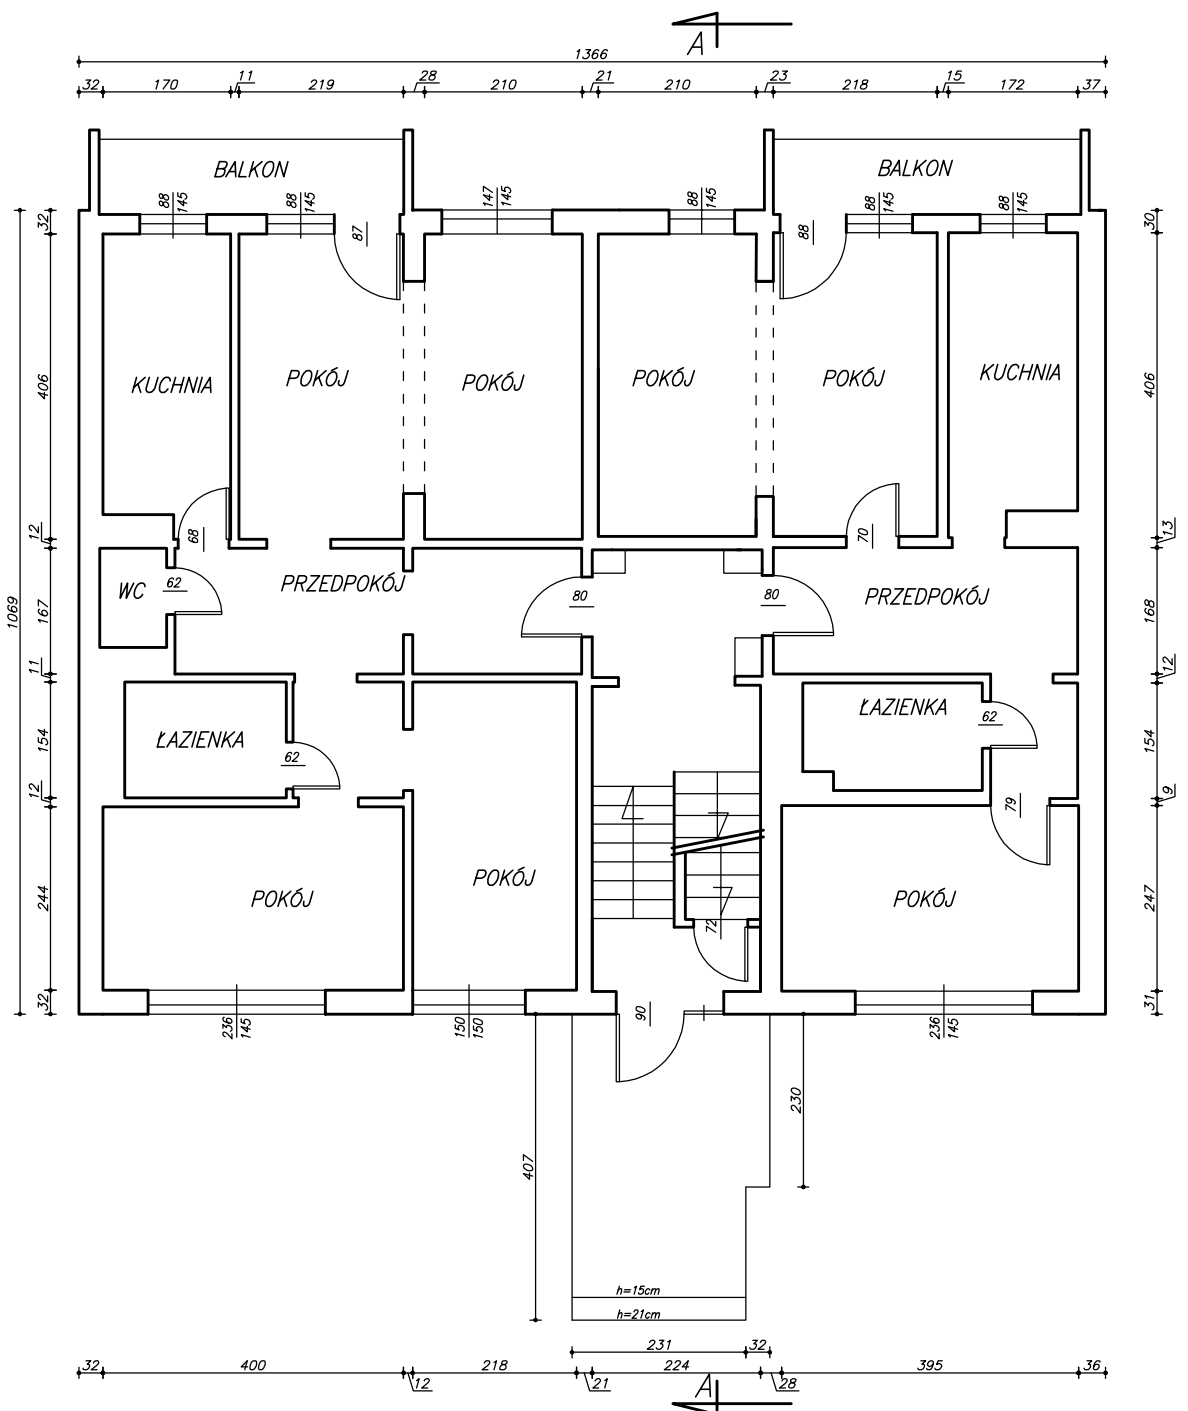 A
1366
32 170 11 219 28 210 21 210 23 218 15 172 37
BALKON
BALKON
88 145
88 145
147 145
88 145
88 145
88 145
87
88
32
30
406
406
KUCHNIA
POKÓJ
POKÓJ
POKÓJ
POKÓJ
KUCHNIA
12
68
70
13
1069
WC
62
PRZEDPOKÓJ
80
80
PRZEDPOKÓJ
167
168
11
12
ŁAZIENKA
62
ŁAZIENKA
62
154
154
12
79
9
POKÓJ
POKÓJ
POKÓJ
244
247
72
32
31
236 145
150 150
90
236 145
230
407
h=15cm
h=21cm
231 32
32 400 12 218 21 224 28 395 36
A